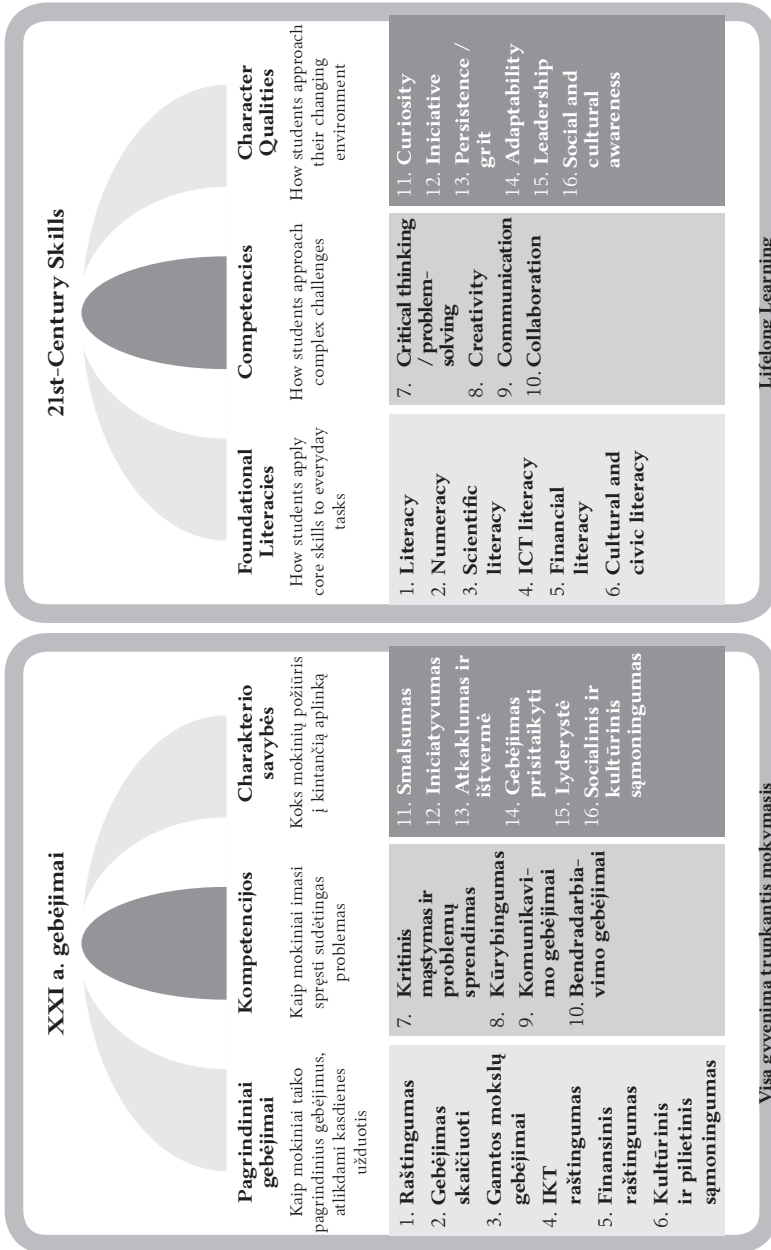 XXI a. gebėjimai
Pagrindiniai
gebėjimai
Kaip mokiniai taiko
pagrindinius gebėjimus,
atlikdami kasdienes
užduotis
1. Raštingumas
2. Gebėjimas
skaičiuoti
3. Gamtos mokslų
gebėjimai
4. IKT
raštingumas
5. Finansinis
raštingumas
6. Kultūrinis
ir pilietinis
sąmoningumas
Kompetencijos
Kaip mokiniai imasi
spręsti sudėtingas
problemas
7. Kritinis
mąstymas ir
problemų
sprendimas
8. Kūrybingumas
9. Komunikavi-
mo gebėjimai
10. Bendradarbia-
vimo gebėjimai
Charakterio
savybės
Koks mokinių požiūris
į kintančią aplinką
11. Smalsumas
12. Iniciatyvumas
13. Atkaklumas ir
ištvermė
14. Gebėjimas
prisitaikyti
15. Lyderystė
16. Socialinis ir
kultūrinis
sąmoningumas
Visą gyvenimą trunkantis mokymasis
21st-Century Skills
Foundational
Literacies
How students apply
core skills to everyday
tasks
1. Literacy
2. Numeracy
3. Scientific
literacy
4. ICT literacy
5. Financial
literacy
6. Cultural and
civic literacy
Competencies
How students approach
complex challenges
7. Critical thinking
/ problem-
solving
8. Creativity
9. Communication
10. Collaboration
Character
Qualities
How students approach
their changing
environment
11. Curiosity
12. Iniciative
13. Persistence /
grit
14. Adaptability
15. Leadership
16. Social and
cultural
awareness
Lifelong Learning